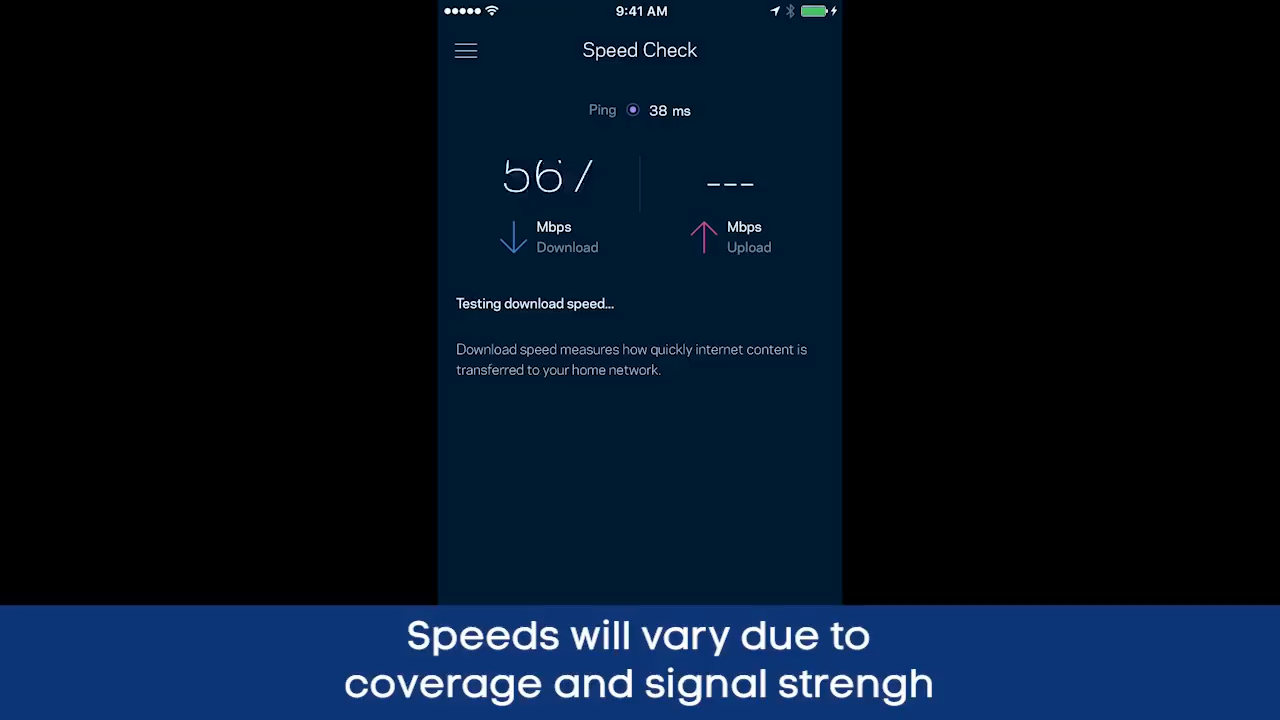 9:41 AM
Speed Check
Ping 38 ms
---
Mbps Mbps
Download Upload
Testing download speed...
Download speed measures how quickly internet content is
transferred to your home network.
Speeds will vary due to
coverage and signal strengh